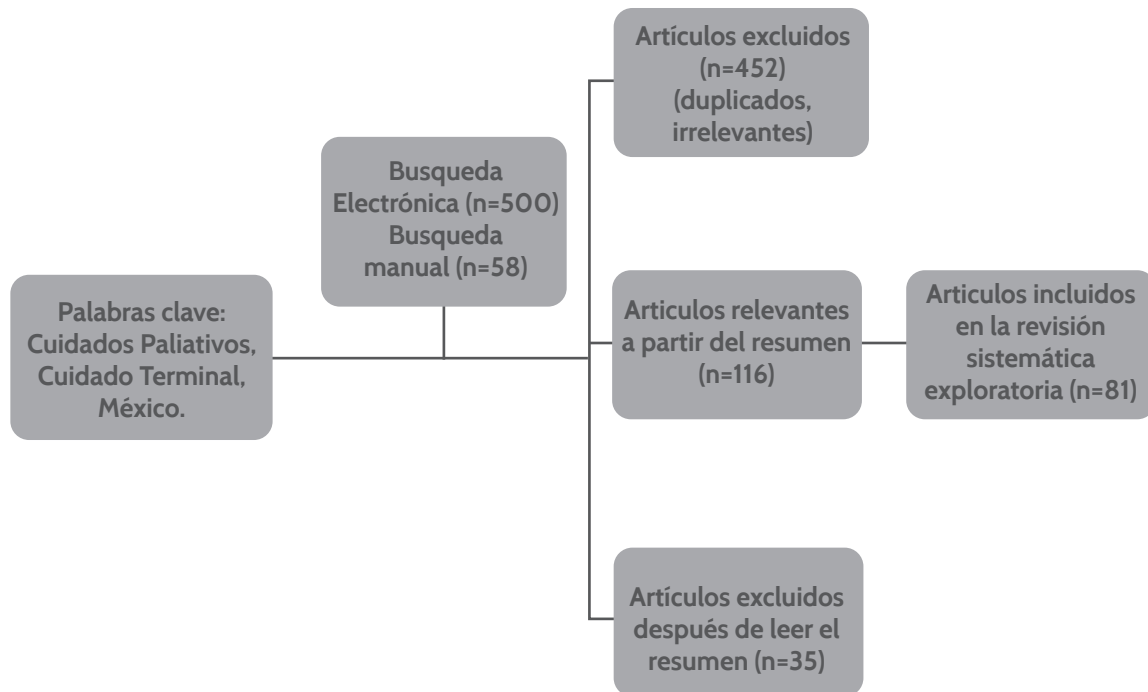 Palabras clave:
Cuidados Paliativos,
Cuidado Terminal,
México.
Busqueda
Electrónica (n=500)
Busqueda
manual (n=58)
Artículos excluidos
(n=452)
(duplicados,
irrelevantes)
Articulos relevantes
a partir del resumen
(n=116)
Articulos incluidos
en la revisión
sistemática
exploratoria (n=81)
Artículos excluidos
después de leer el
resumen (n=35)